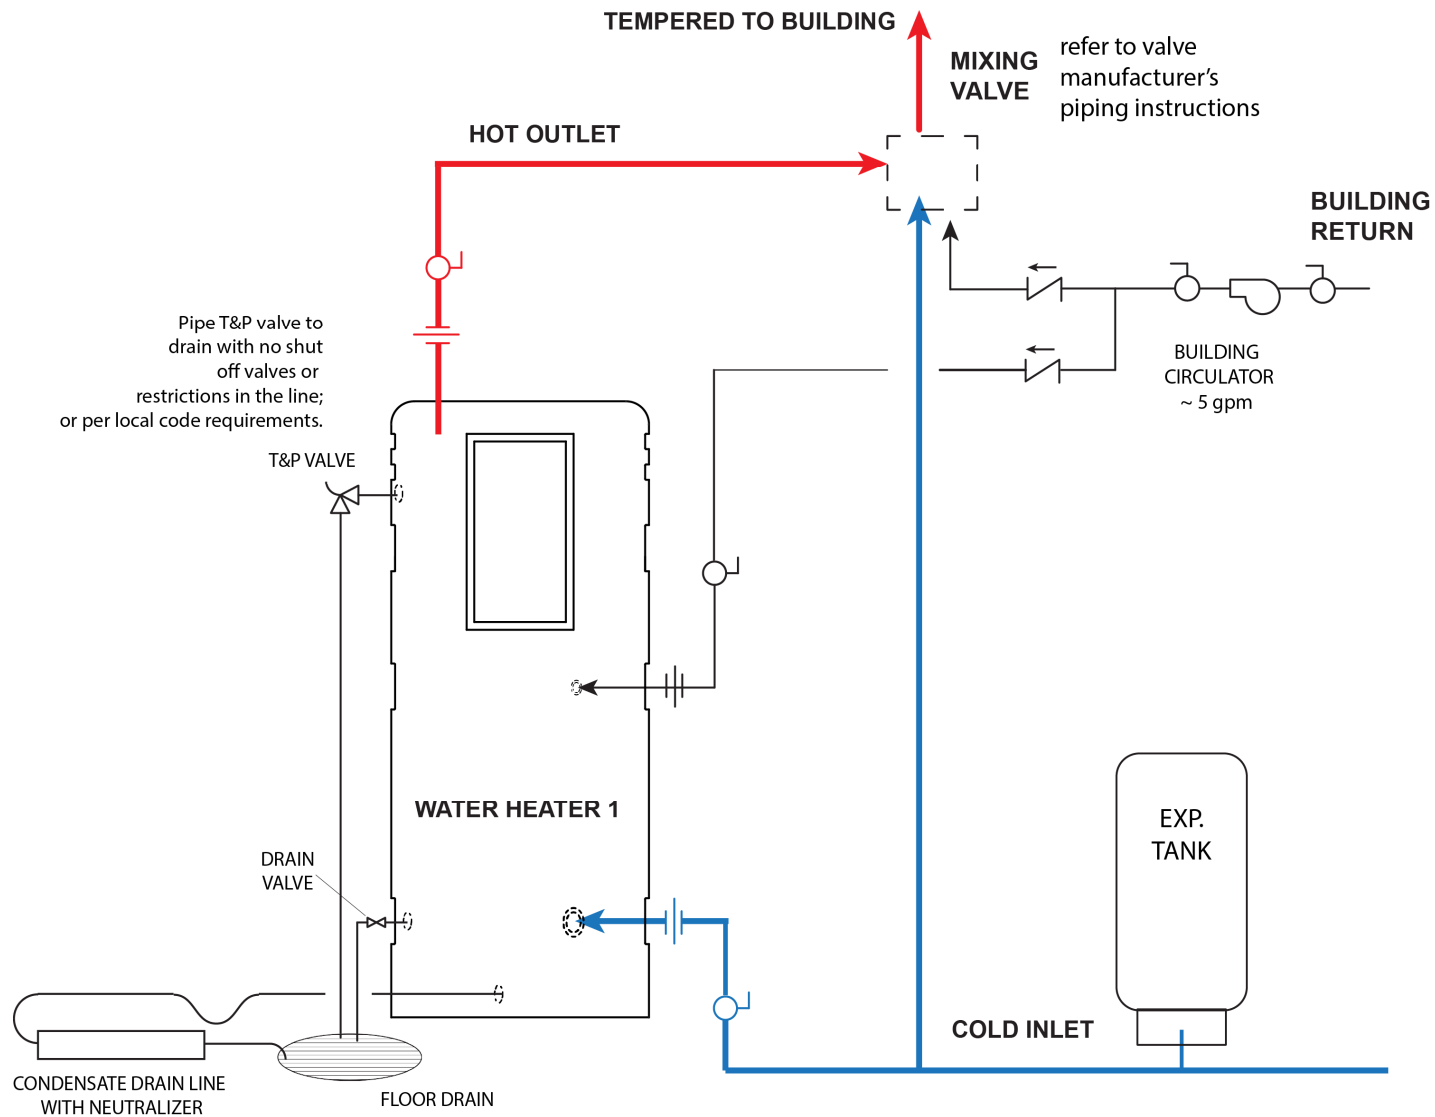 TEMPERED TO BUILDING
MIXING
VALVE
refer to valve
manufacturer's
piping instructions
HOT OUTLET
BUILDING
RETURN
Pipe T&P valve to
drain with no shut
off valves or
restrictions in the line;
or per local code requirements.
BUILDING
CIRCULATOR
~ 5 gpm
T&P VALVE
WATER HEATER 1
EXP.
TANK
DRAIN
VALVE
COLD INLET
CONDENSATE DRAIN LINE
WITH NEUTRALIZER
FLOOR DRAIN